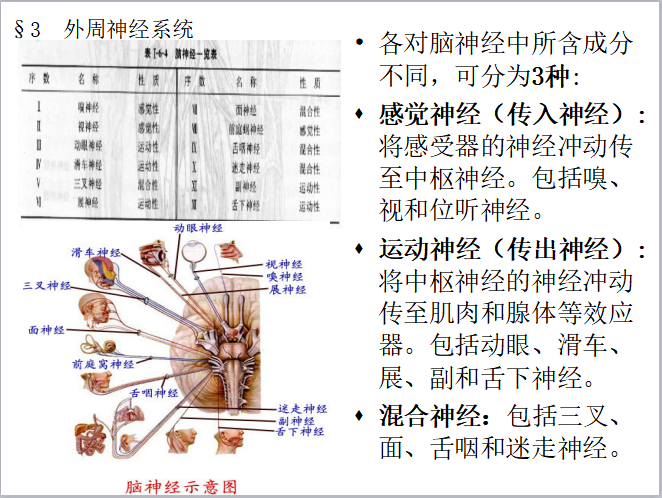 §3 外周神经系统
表 1-6-4 脑神经一览表
序 数 名 称 性 质 序 数 名 称 性 质
I 嗅神经 感觉性 VII 面神经 混合性
II 视神经 感觉性 VIII 前庭蜗神经 感觉性
III 动眼神经 运动性 IX 舌咽神经 混合性
IV 滑车神经 运动性 X 迷走神经 混合性
V 三叉神经 混合性 XI 副神经 运动性
VI 展神经 运动性 XII 舌下神经 运动性
动眼神经
滑车神经
视神经
嗅神经
展神经
三叉神经
面神经
前庭窝神经
舌咽神经
迷走神经
副神经
舌下神经
脑神经示意图
• 各对脑神经中所含成分
不同，可分为3种:
♦ 感觉神经（传入神经）:
将感受器的神经冲动传
至中枢神经。包括嗅、
视和位听神经。
♦ 运动神经（传出神经）:
将中枢神经的神经冲动
传至肌肉和腺体等效应
器。包括动眼、滑车、
展、副和舌下神经。
♦ 混合神经：包括三叉、
面、舌咽和迷走神经。